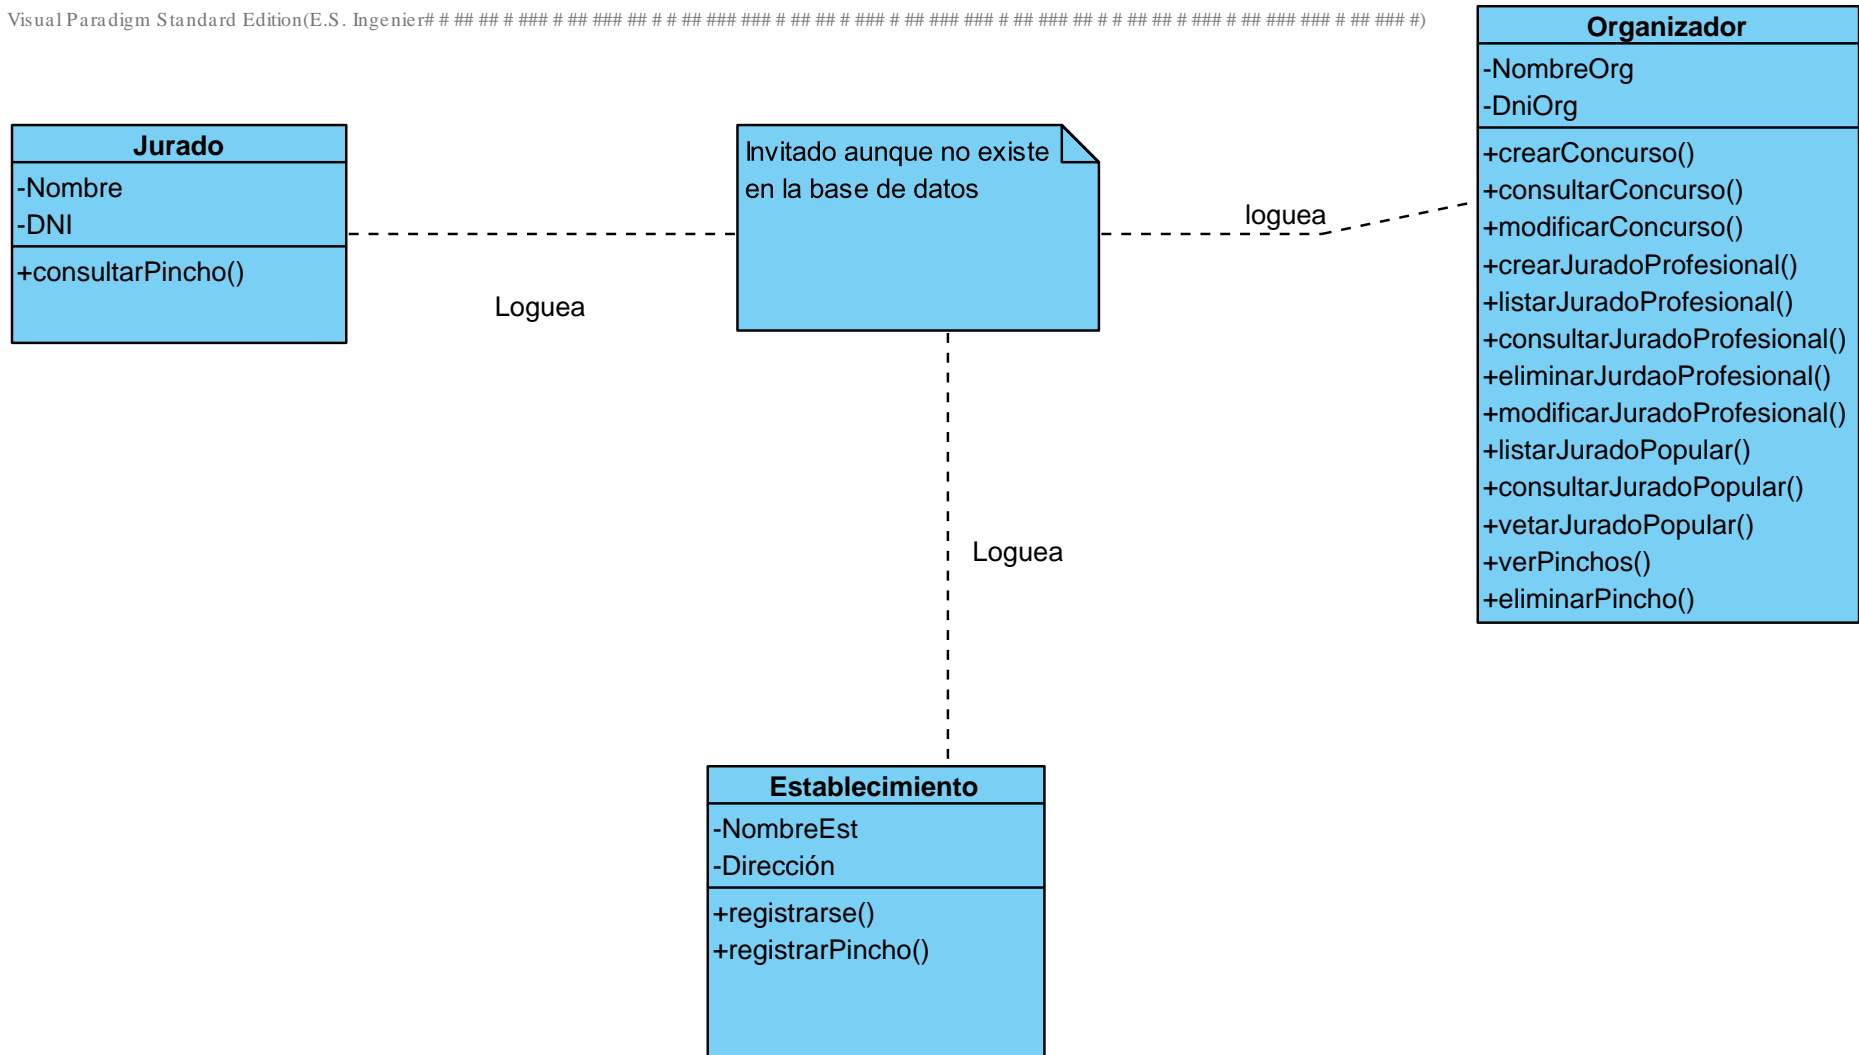 Visual Paradigm Standard Edition(E.S. Ingenier# # ## ## # ### # ## ### ## # # ## ### ### # ## ## # ### # ## ### ## # # ## ## # ### # ## ### ### # ## ### ## # # ## ## # ### # ## ### ### # ## ### #)
Organizador
-NombreOrg
-DniOrg
+crearConcurso()
+consultarConcurso()
+modificarConcurso()
+crearJuradoProfesional()
+listarJuradoProfesional()
+consultarJuradoProfesional()
+eliminarJurdaoProfesional()
+modificarJuradoProfesional()
+listarJuradoPopular()
+consultarJuradoPopular()
+vetarJuradoPopular()
+verPinchos()
+eliminarPincho()
Jurado
-Nombre
-DNI
+consultarPincho()
Invitado aunque no existe
en la base de datos
loguea
Loguea
Loguea
Establecimiento
-NombreEst
-Dirección
+registrarse()
+registrarPincho()